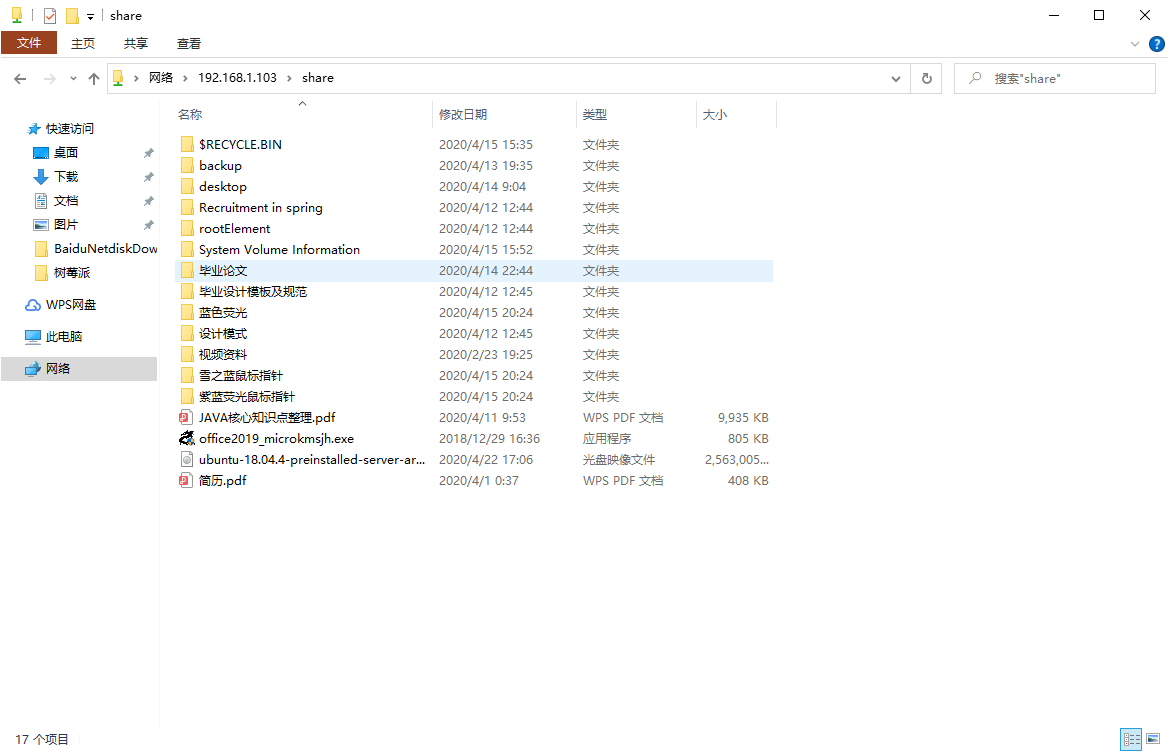 share
文件 主页 共享 查看
网络 192.168.1.103 share 搜索"share"
名称 修改日期 类型 大小
快速访问
桌面
下载
文档
图片
BaiduNetdiskDow
树莓派
WPS网盘
此电脑
网络
$RECYCLE.BIN 2020/4/15 15:35 文件夹
backup 2020/4/13 19:35 文件夹
desktop 2020/4/14 9:04 文件夹
Recruitment in spring 2020/4/12 12:44 文件夹
rootElement 2020/4/12 12:44 文件夹
System Volume Information 2020/4/15 15:52 文件夹
毕业论文 2020/4/14 22:44 文件夹
毕业设计模板及规范 2020/4/12 12:45 文件夹
蓝色荧光 2020/4/15 20:24 文件夹
设计模式 2020/4/12 12:45 文件夹
视频资料 2020/2/23 19:25 文件夹
雪之蓝鼠标指针 2020/4/15 20:24 文件夹
紫蓝荧光鼠标指针 2020/4/15 20:24 文件夹
JAVA核心知识点整理.pdf 2020/4/11 9:53 WPS PDF 文档 9,935 KB
office2019_microkmsjh.exe 2018/12/29 16:36 应用程序 805 KB
ubuntu-18.04.4-preinstalled-server-ar... 2020/4/22 17:06 光盘映像文件 2,563,005...
简历.pdf 2020/4/1 0:37 WPS PDF 文档 408 KB
17 个项目